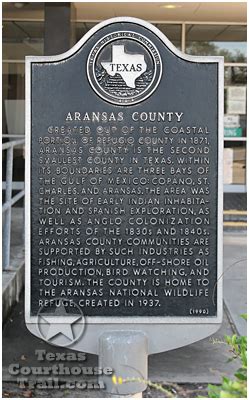 TEXAS HISTORICAL COMMISSION
TEXAS
ARANSAS COUNTY
CREATED OUT OF THE COASTAL
PORTION OF REFUGIO COUNTY IN 1871,
ARANSAS COUNTY IS THE SECOND
SMALLEST COUNTY IN TEXAS. WITHIN
ITS BOUNDARIES ARE THREE BAYS OF
THE GULF OF MEXICO: COPANO, ST.
CHARLES, AND ARANSAS. THE AREA WAS
THE SITE OF EARLY INDIAN INHABITA-
TION AND SPANISH EXPLORATION, AS
WELL AS ANGLO COLONIZATION
EFFORTS OF THE 1830s AND 1840s.
ARANSAS COUNTY COMMUNITIES ARE
SUPPORTED BY SUCH INDUSTRIES AS
FISHING, AGRICULTURE, OFF-SHORE OIL
PRODUCTION, BIRD WATCHING, AND
TOURISM. THE COUNTY IS HOME TO
THE ARANSAS NATIONAL WILDLIFE
REFUGE, CREATED IN 1937.
(1990)
Texas
Courthouse
Trail.com